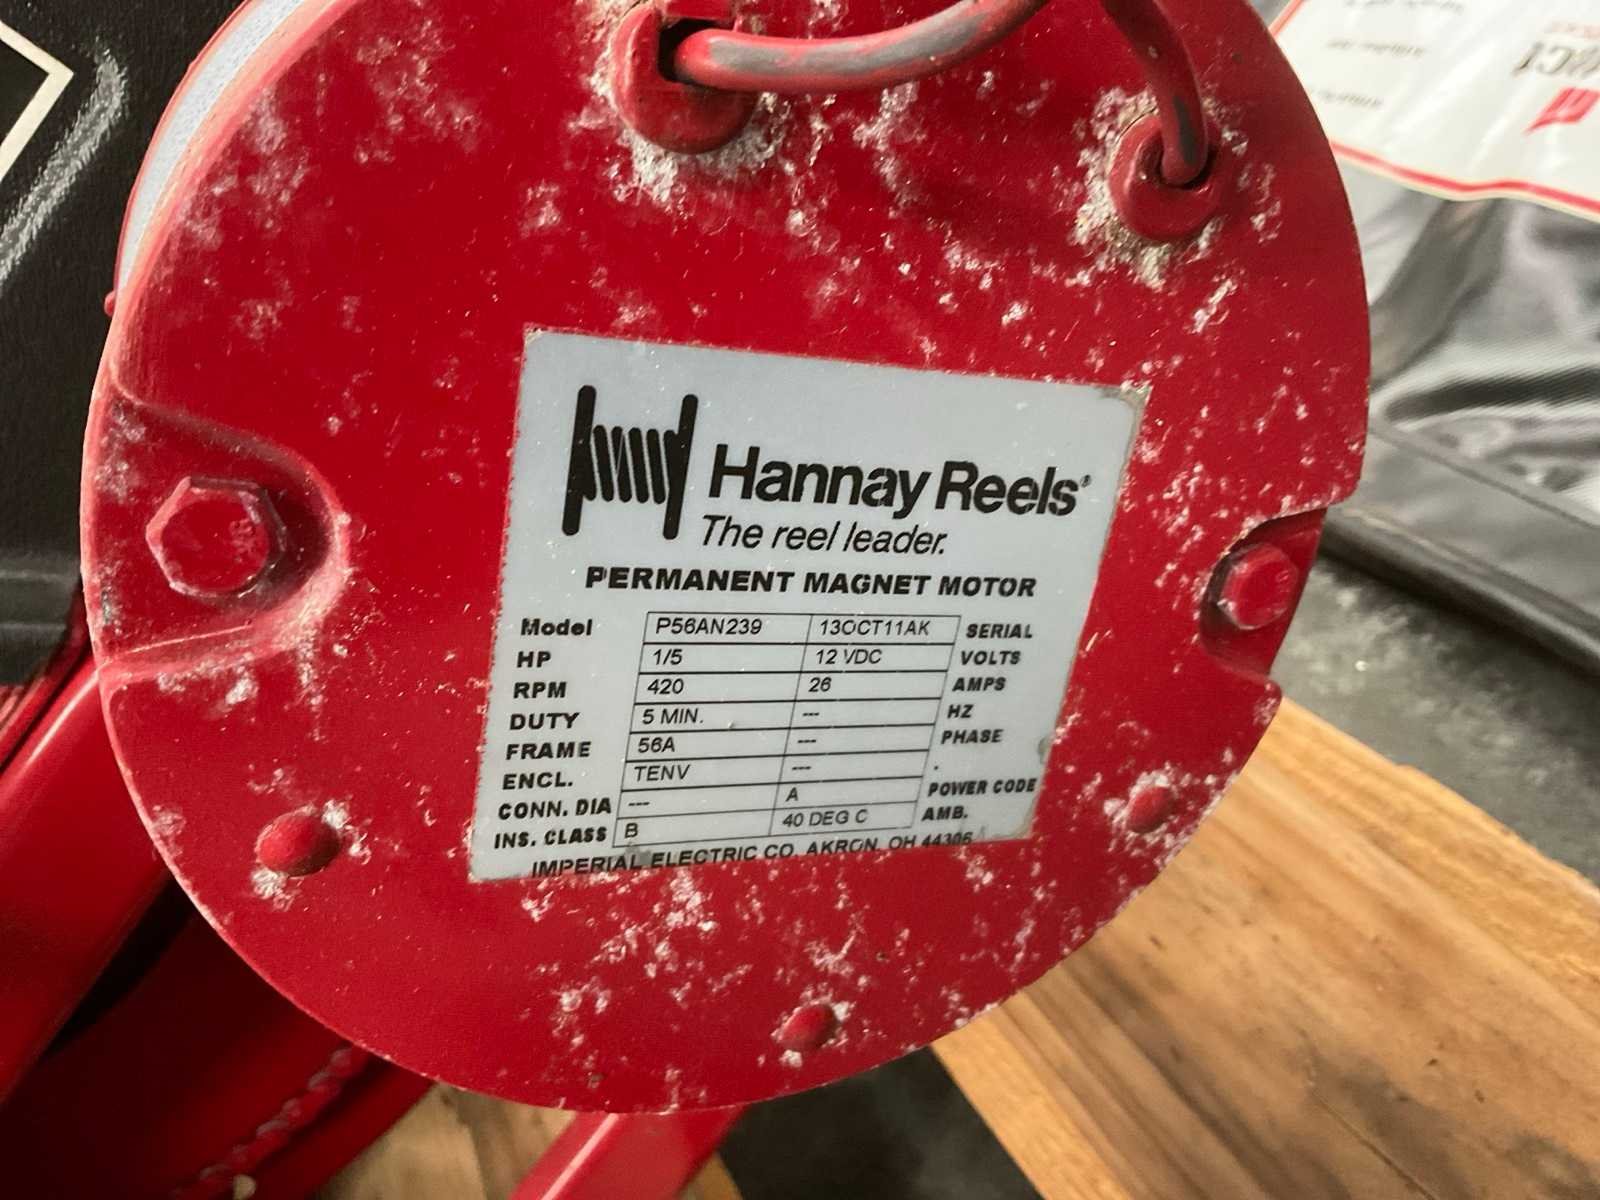 Hannay Reels®
The reel leader.
PERMANENT MAGNET MOTOR
Model P56AN239 13OCT11AK SERIAL
HP 1/5 12 VDC VOLTS
RPM 420 26 AMPS
DUTY 5 MIN. --- HZ
FRAME 56A --- PHASE
ENCL. TENV --- .
CONN. DIA --- A POWER CODE
INS. CLASS B 40 DEG C AMB.
IMPERIAL ELECTRIC CO. AKRON, OH 44306